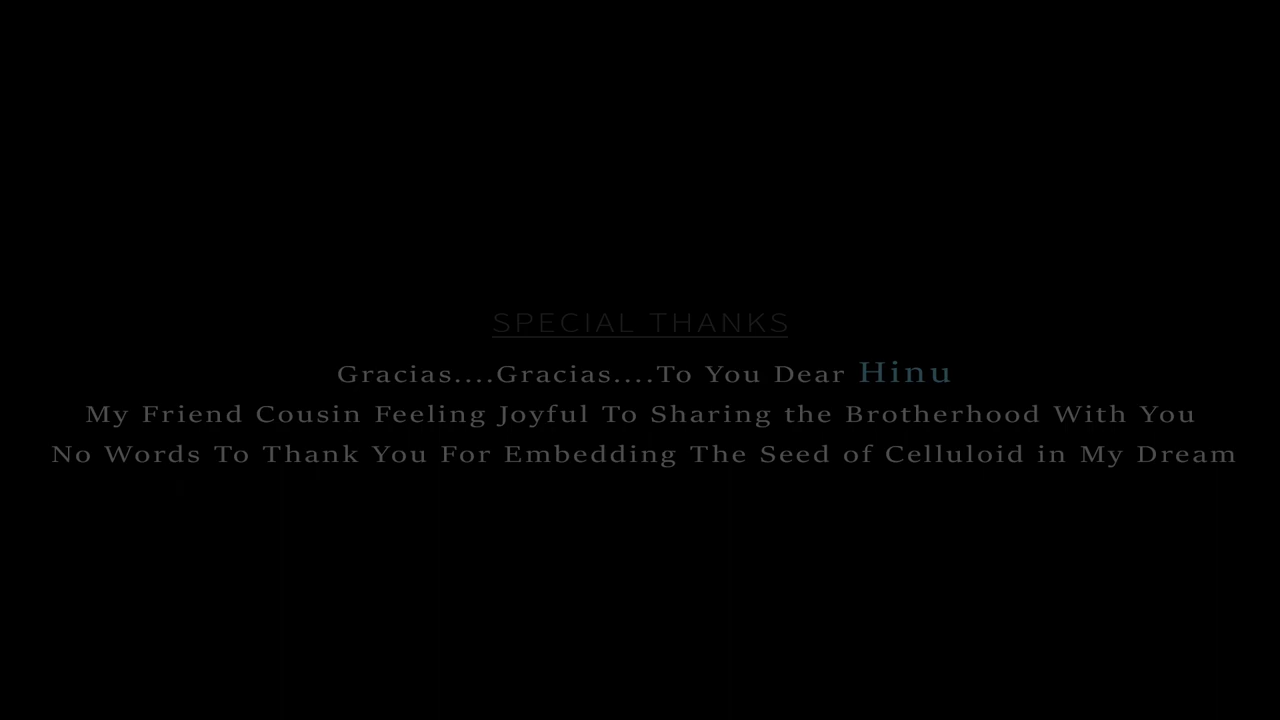 SPECIAL THANKS
Gracias....Gracias....To You Dear Hinu
My Friend Cousin Feeling Joyful To Sharing the Brotherhood With You
No Words To Thank You For Embedding The Seed of Celluloid in My Dream